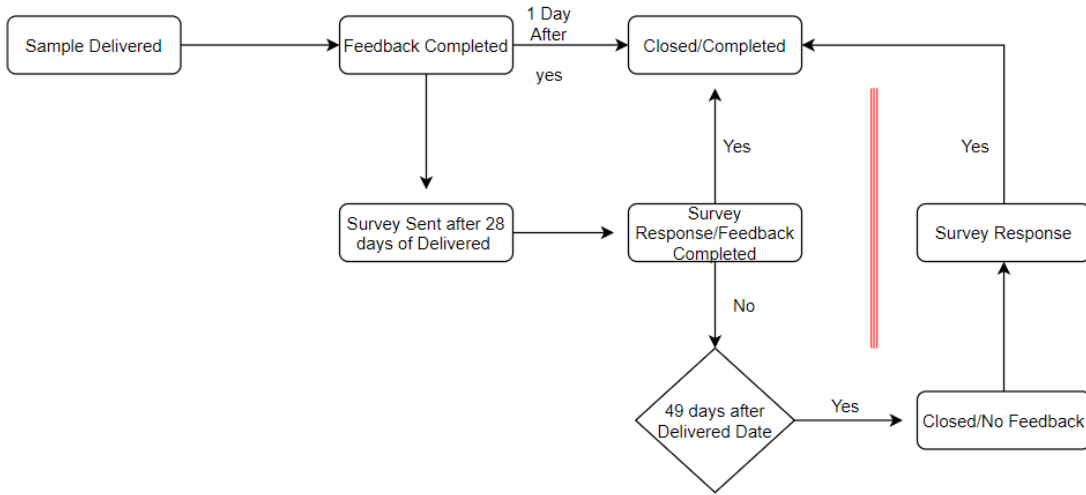 Sample Delivered
Feedback Completed
1 Day
After
yes
Closed/Completed
Survey Sent after 28
days of Delivered
Survey
Response/Feedback
Completed
Yes
No
49 days after
Delivered Date
Yes
Closed/No Feedback
Survey Response
Yes